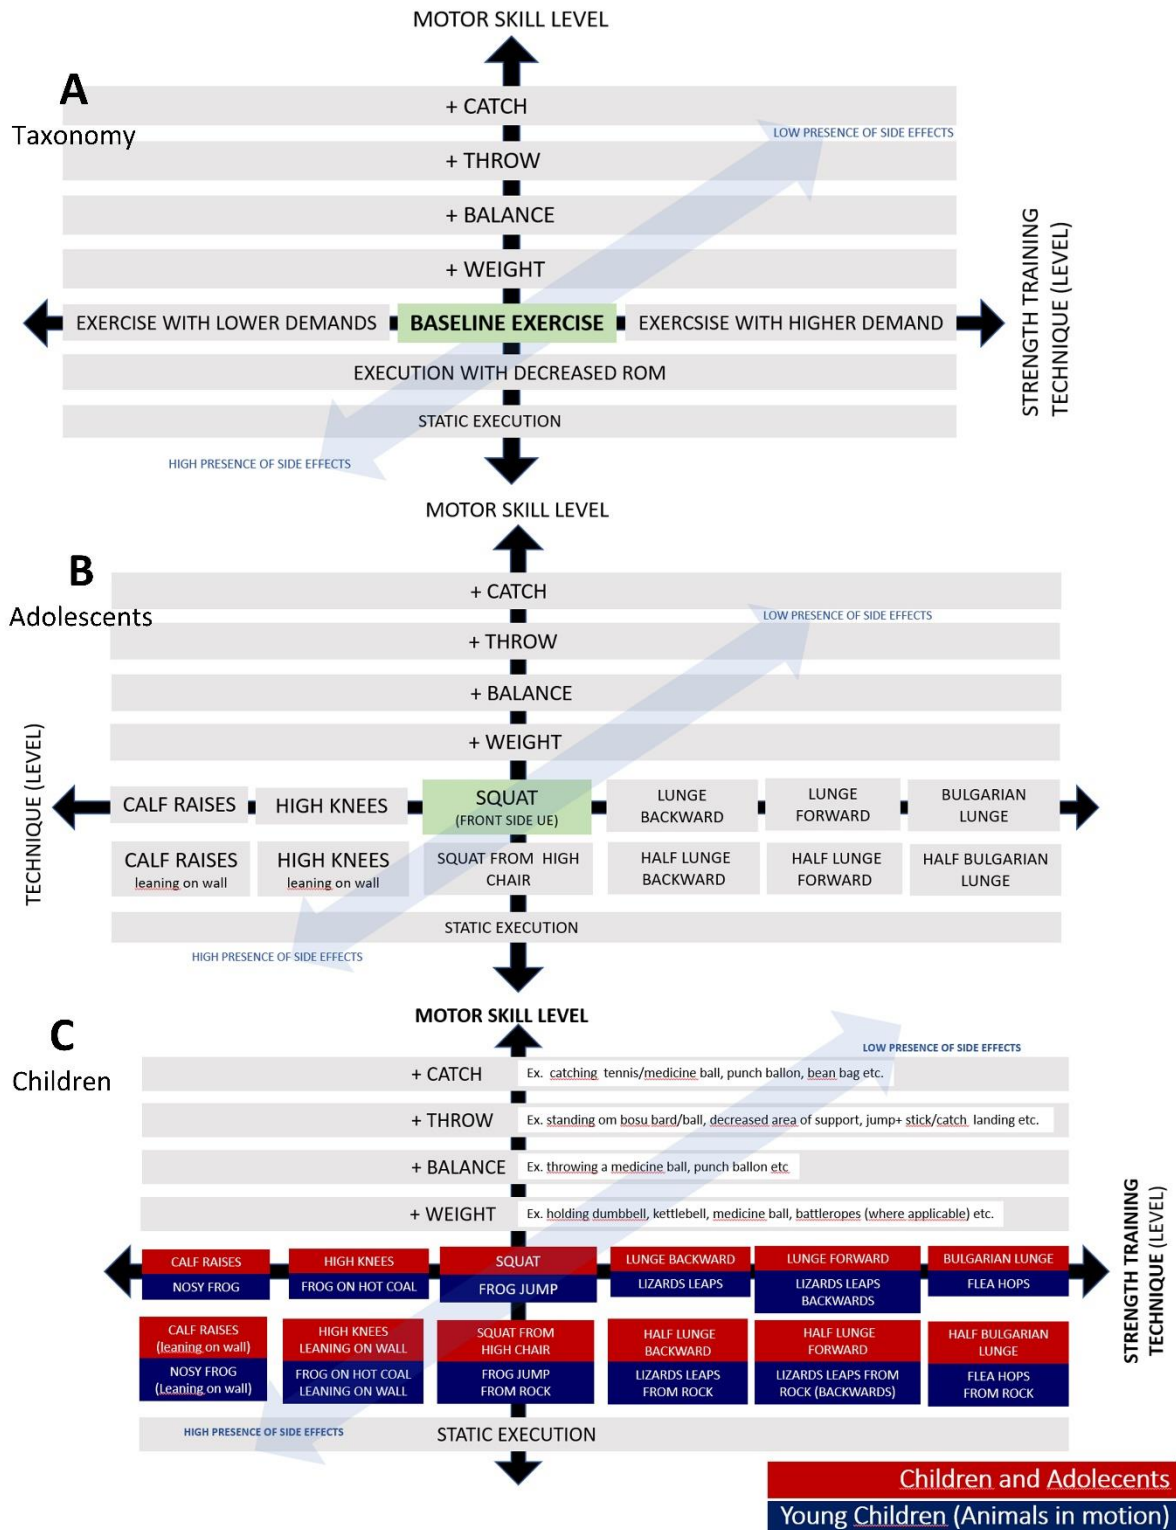 MOTOR SKILL LEVEL
A
Taxonomy
+ CATCH
LOW PRESENCE OF SIDE EFFECTS
+ THROW
+ BALANCE
+ WEIGHT
EXERCISE WITH LOWER DEMANDS
BASELINE EXERCISE
EXERCSISE WITH HIGHER DEMAND
STRENGTH TRAINING
TECHNIQUE (LEVEL)
EXECUTION WITH DECREASED ROM
STATIC EXECUTION
HIGH PRESENCE OF SIDE EFFECTS
MOTOR SKILL LEVEL
B
Adolescents
+ CATCH
LOW PRESENCE OF SIDE EFFECTS
+ THROW
+ BALANCE
+ WEIGHT
TECHNIQUE (LEVEL)
CALF RAISES
HIGH KNEES
SQUAT
(FRONT SIDE UE)
LUNGE
BACKWARD
LUNGE
FORWARD
BULGARIAN
LUNGE
CALF RAISES
leaning on wall
HIGH KNEES
leaning on wall
SQUAT FROM HIGH
CHAIR
HALF LUNGE
BACKWARD
HALF LUNGE
FORWARD
HALF BULGARIAN
LUNGE
STATIC EXECUTION
HIGH PRESENCE OF SIDE EFFECTS
MOTOR SKILL LEVEL
C
Children
LOW PRESENCE OF SIDE EFFECTS
+ CATCH
Ex. catching tennis/medicine ball, punch ballon, bean bag etc.
+ THROW
Ex. standing om bosu bard/ball, decreased area of support, jump+ stick/catch landing etc.
+ BALANCE
Ex. throwing a medicine ball, punch ballon etc
+ WEIGHT
Ex. holding dumbbell, kettlebell, medicine ball, battleropes (where applicable) etc.
STRENGTH TRAINING
TECHNIQUE (LEVEL)
CALF RAISES
NOSY FROG
HIGH KNEES
FROG ON HOT COAL
SQUAT
FROG JUMP
LUNGE BACKWARD
LIZARDS LEAPS
LUNGE FORWARD
LIZARDS LEAPS
BACKWARDS
BULGARIAN LUNGE
FLEA HOPS
CALF RAISES
(leaning on wall)
NOSY FROG
(Leaning on wall)
HIGH KNEES
LEANING ON WALL
FROG ON HOT COAL
LEANING ON WALL
SQUAT FROM
HIGH CHAIR
FROG JUMP
FROM ROCK
HALF LUNGE
BACKWARD
LIZARDS LEAPS
FROM ROCK
HALF LUNGE
FORWARD
LIZARDS LEAPS FROM
ROCK (BACKWARDS)
HALF BULGARIAN
LUNGE
FLEA HOPS
FROM ROCK
HIGH PRESENCE OF SIDE EFFECTS
STATIC EXECUTION
Children and Adolecents
Young Children (Animals in motion)